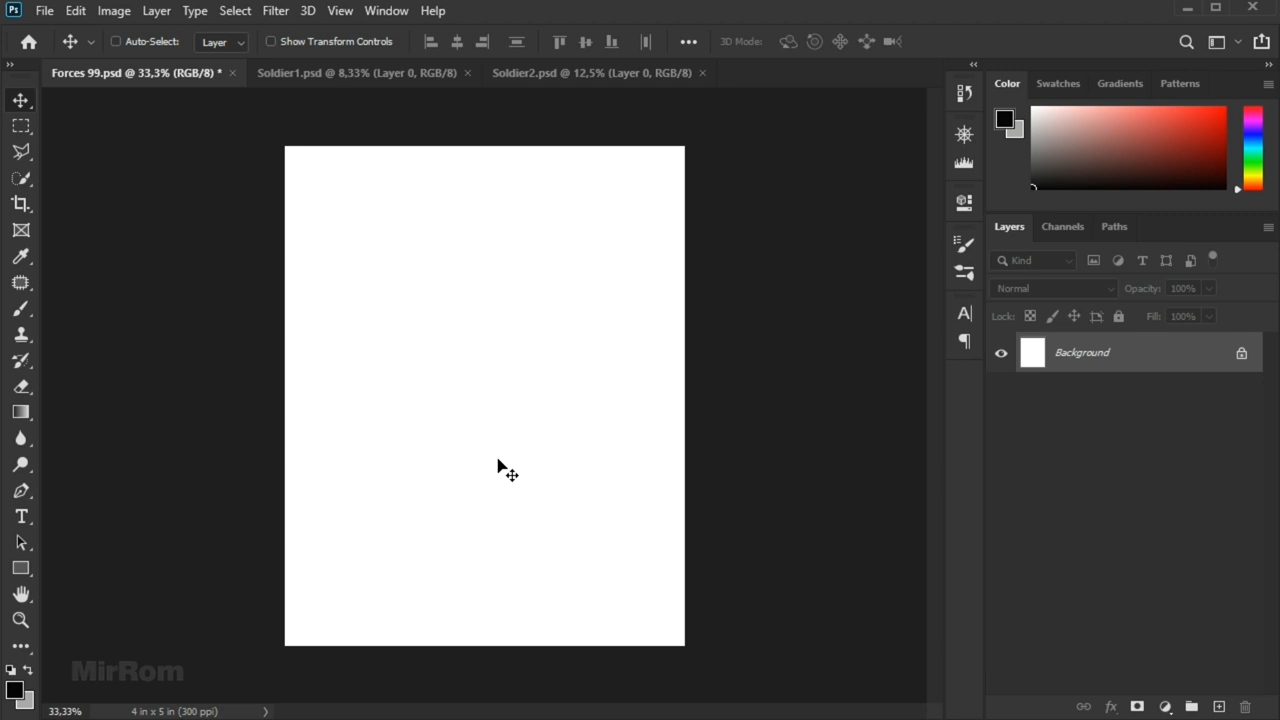 Ps File Edit Image Layer Type Select Filter 3D View Window Help
Auto-Select: Layer Show Transform Controls 3D Mode:
Forces 99.psd @ 33,3% (RGB/8) * Soldier1.psd @ 8,33% (Layer 0, RGB/8) Soldier2.psd @ 12,5% (Layer 0, RGB/8)
Color Swatches Gradients Patterns
Layers Channels Paths
Kind
Normal Opacity: 100%
Lock: Fill: 100%
Background
MirRom
33,33% 4 in x 5 in (300 ppi)